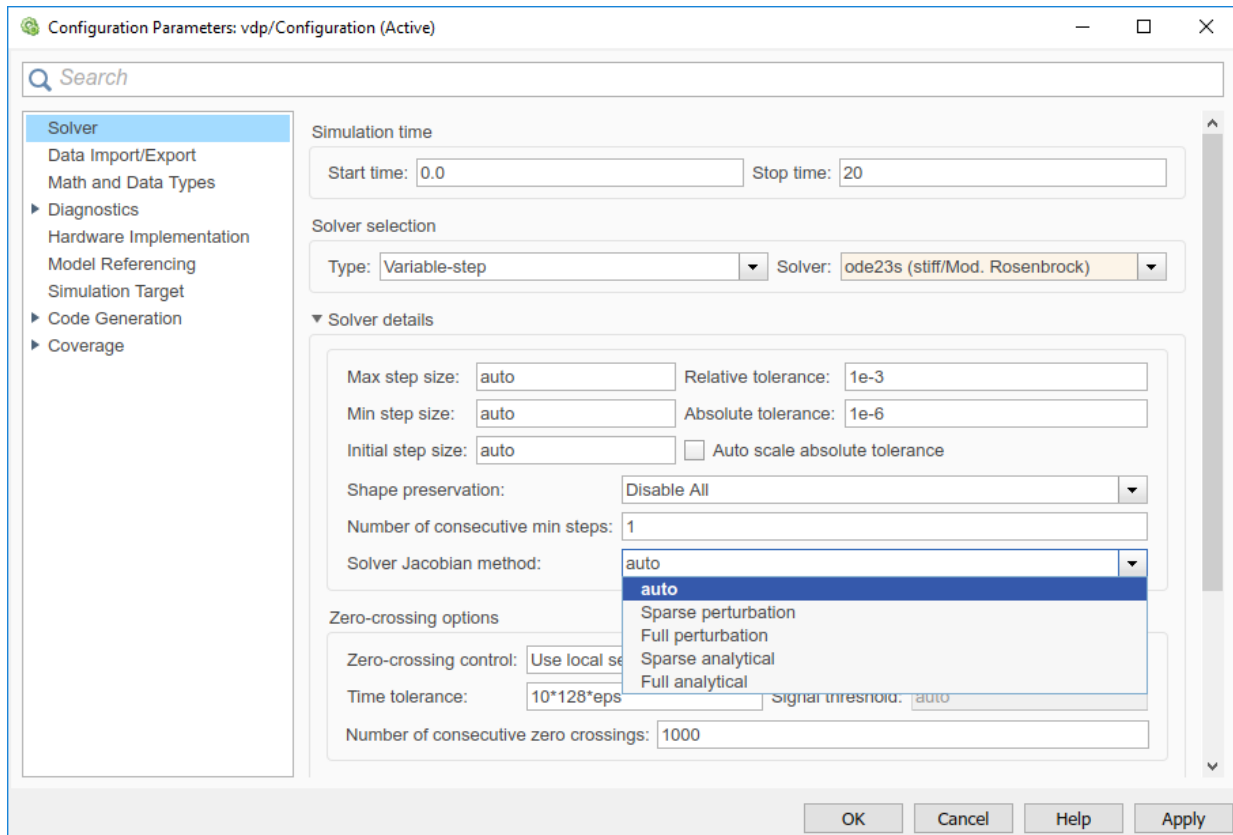 Configuration Parameters: vdp/Configuration (Active)
Search
Solver
Data Import/Export
Math and Data Types
Diagnostics
Hardware Implementation
Model Referencing
Simulation Target
Code Generation
Coverage
Simulation time
Start time: 0.0 Stop time: 20
Solver selection
Type: Variable-step Solver: ode23s (stiff/Mod. Rosenbrock)
Solver details
Max step size: auto Relative tolerance: 1e-3
Min step size: auto Absolute tolerance: 1e-6
Initial step size: auto Auto scale absolute tolerance
Shape preservation: Disable All
Number of consecutive min steps: 1
Solver Jacobian method: auto
auto
Sparse perturbation
Full perturbation
Sparse analytical
Full analytical
Zero-crossing options
Zero-crossing control: Use local
Time tolerance: 10*128*eps Signal threshold: auto
Number of consecutive zero crossings: 1000
OK Cancel Help Apply